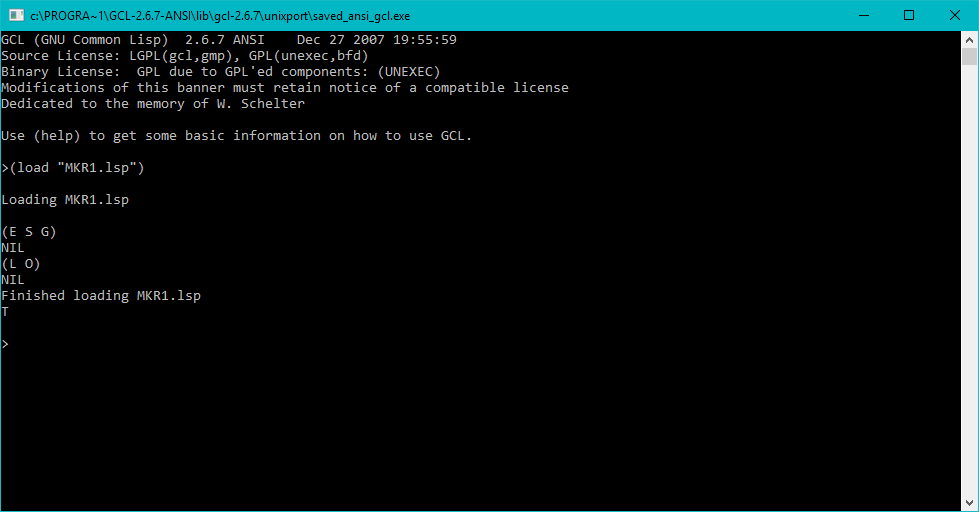 c:\PROGRA~1\GCL-2.6.7-ANSI\lib\gcl-2.6.7\unixport\saved_ansi_gcl.exe
GCL (GNU Common Lisp)  2.6.7 ANSI    Dec 27 2007 19:55:59
Source License: LGPL(gcl,gmp), GPL(unexec,bfd)
Binary License:  GPL due to GPL'ed components: (UNEXEC)
Modifications of this banner must retain notice of a compatible license
Dedicated to the memory of W. Schelter
Use (help) to get some basic information on how to use GCL.
>(load "MKR1.lsp")
Loading MKR1.lsp
(E S G)
NIL
(L O)
NIL
Finished loading MKR1.lsp
T
>